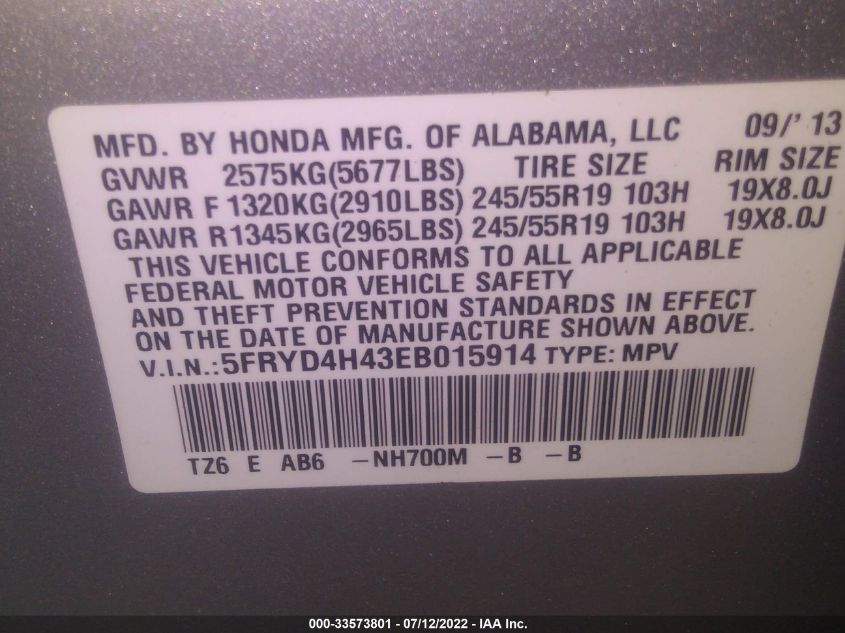 MFD. BY HONDA MFG. OF ALABAMA, LLC 09/' 13
GVWR 2575KG(5677LBS) TIRE SIZE RIM SIZE
GAWR F 1320KG(2910LBS) 245/55R19 103H 19X8.0J
GAWR R1345KG(2965LBS) 245/55R19 103H 19X8.0J
THIS VEHICLE CONFORMS TO ALL APPLICABLE
FEDERAL MOTOR VEHICLE SAFETY
AND THEFT PREVENTION STANDARDS IN EFFECT
ON THE DATE OF MANUFACTURE SHOWN ABOVE.
V.I.N.:5FRYD4H43EB015914 TYPE: MPV
TZ6 E AB6 -NH700M -B -B
000-33573801 - 07/12/2022 - IAA Inc.